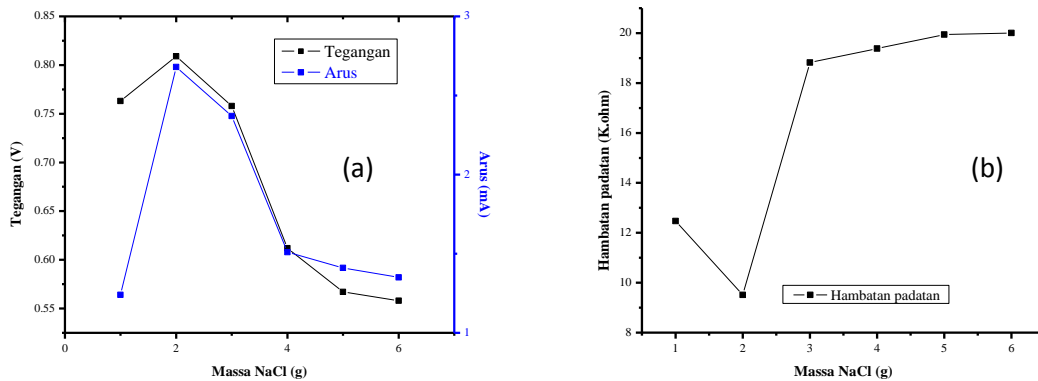 0.85
0.80
0.75
0.70
0.65
0.60
0.55
Tegangan (V)
Tegangan
Arus
(a)
3
2
1
Arus (mA)
0 2 4 6
Massa NaCl (g)
20
18
16
14
12
10
8
Hambatan padatan (K.ohm)
(b)
Hambatan padatan
1 2 3 4 5 6
Massa NaCl (g)